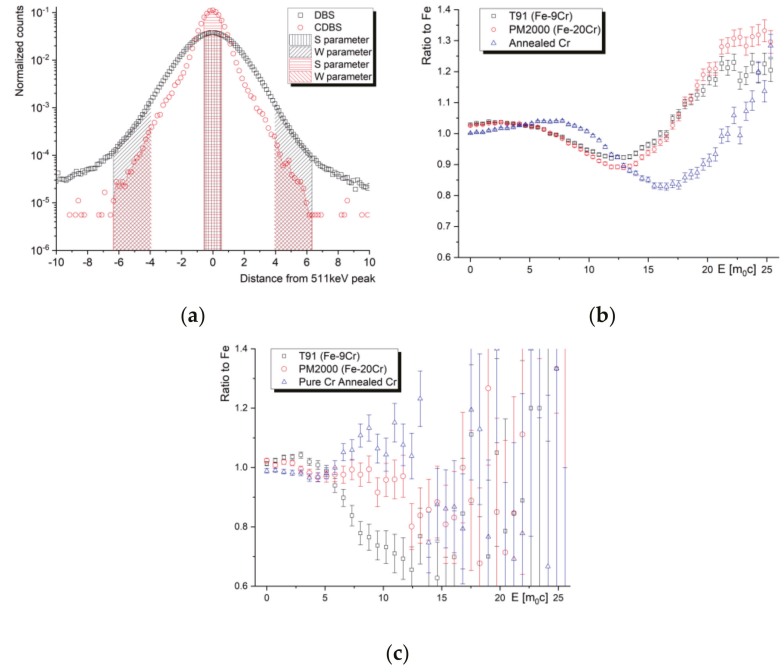 (a)
Normalized counts
10⁻¹
10⁻²
10⁻³
10⁻⁴
10⁻⁵
10⁻⁶
DBS
CDBS
S parameter
W parameter
S parameter
W parameter
-10 -8 -6 -4 -2 0 2 4 6 8 10
Distance from 511keV peak
(b)
Ratio to Fe
1.4
1.3
1.2
1.1
1.0
0.9
0.8
0.7
0.6
T91 (Fe-9Cr)
PM2000 (Fe-20Cr)
Annealed Cr
0 5 10 15 20 25
E [m₀c]
Ratio to Fe
1.4
1.2
1.0
0.8
0.6
T91 (Fe-9Cr)
PM2000 (Fe-20Cr)
Pure Cr Annealed Cr
0 5 10 15 20 25
E [m₀c]
(c)